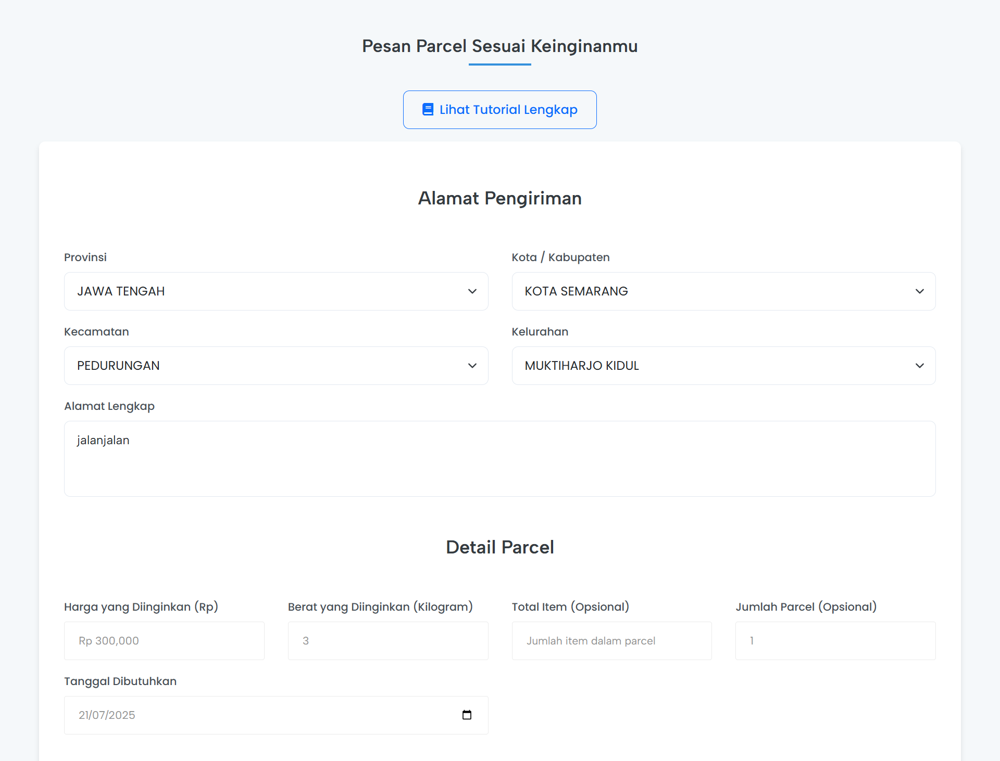 Pesan Parcel Sesuai Keinginanmu
Lihat Tutorial Lengkap
Alamat Pengiriman
Provinsi
Kota / Kabupaten
JAWA TENGAH
KOTA SEMARANG
Kecamatan
Kelurahan
PEDURUNGAN
MUKTIHARJO KIDUL
Alamat Lengkap
jalanjalan
Detail Parcel
Harga yang Diinginkan (Rp)
Berat yang Diinginkan (Kilogram)
Total Item (Opsional)
Jumlah Parcel (Opsional)
Rp 300,000
3
Jumlah item dalam parcel
1
Tanggal Dibutuhkan
21/07/2025